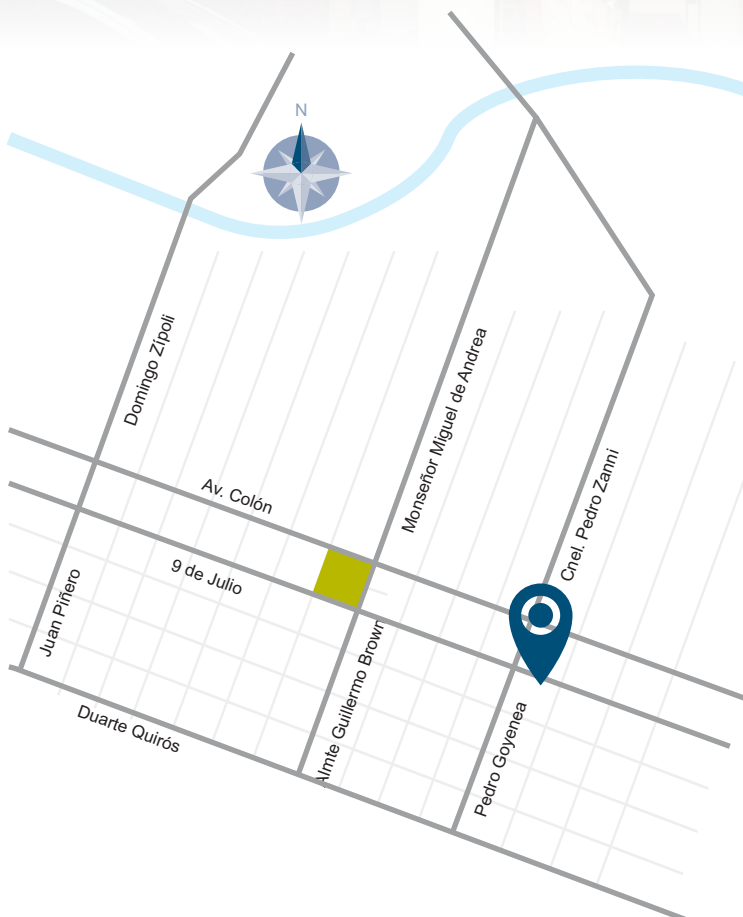 N
Domingo Zípoli
Monseñor Miguel de Andrea
Cnel. Pedro Zanni
Av. Colón
9 de Julio
Juan Piñero
Almte Guillermo Brown
Pedro Goyenea
Duarte Quirós